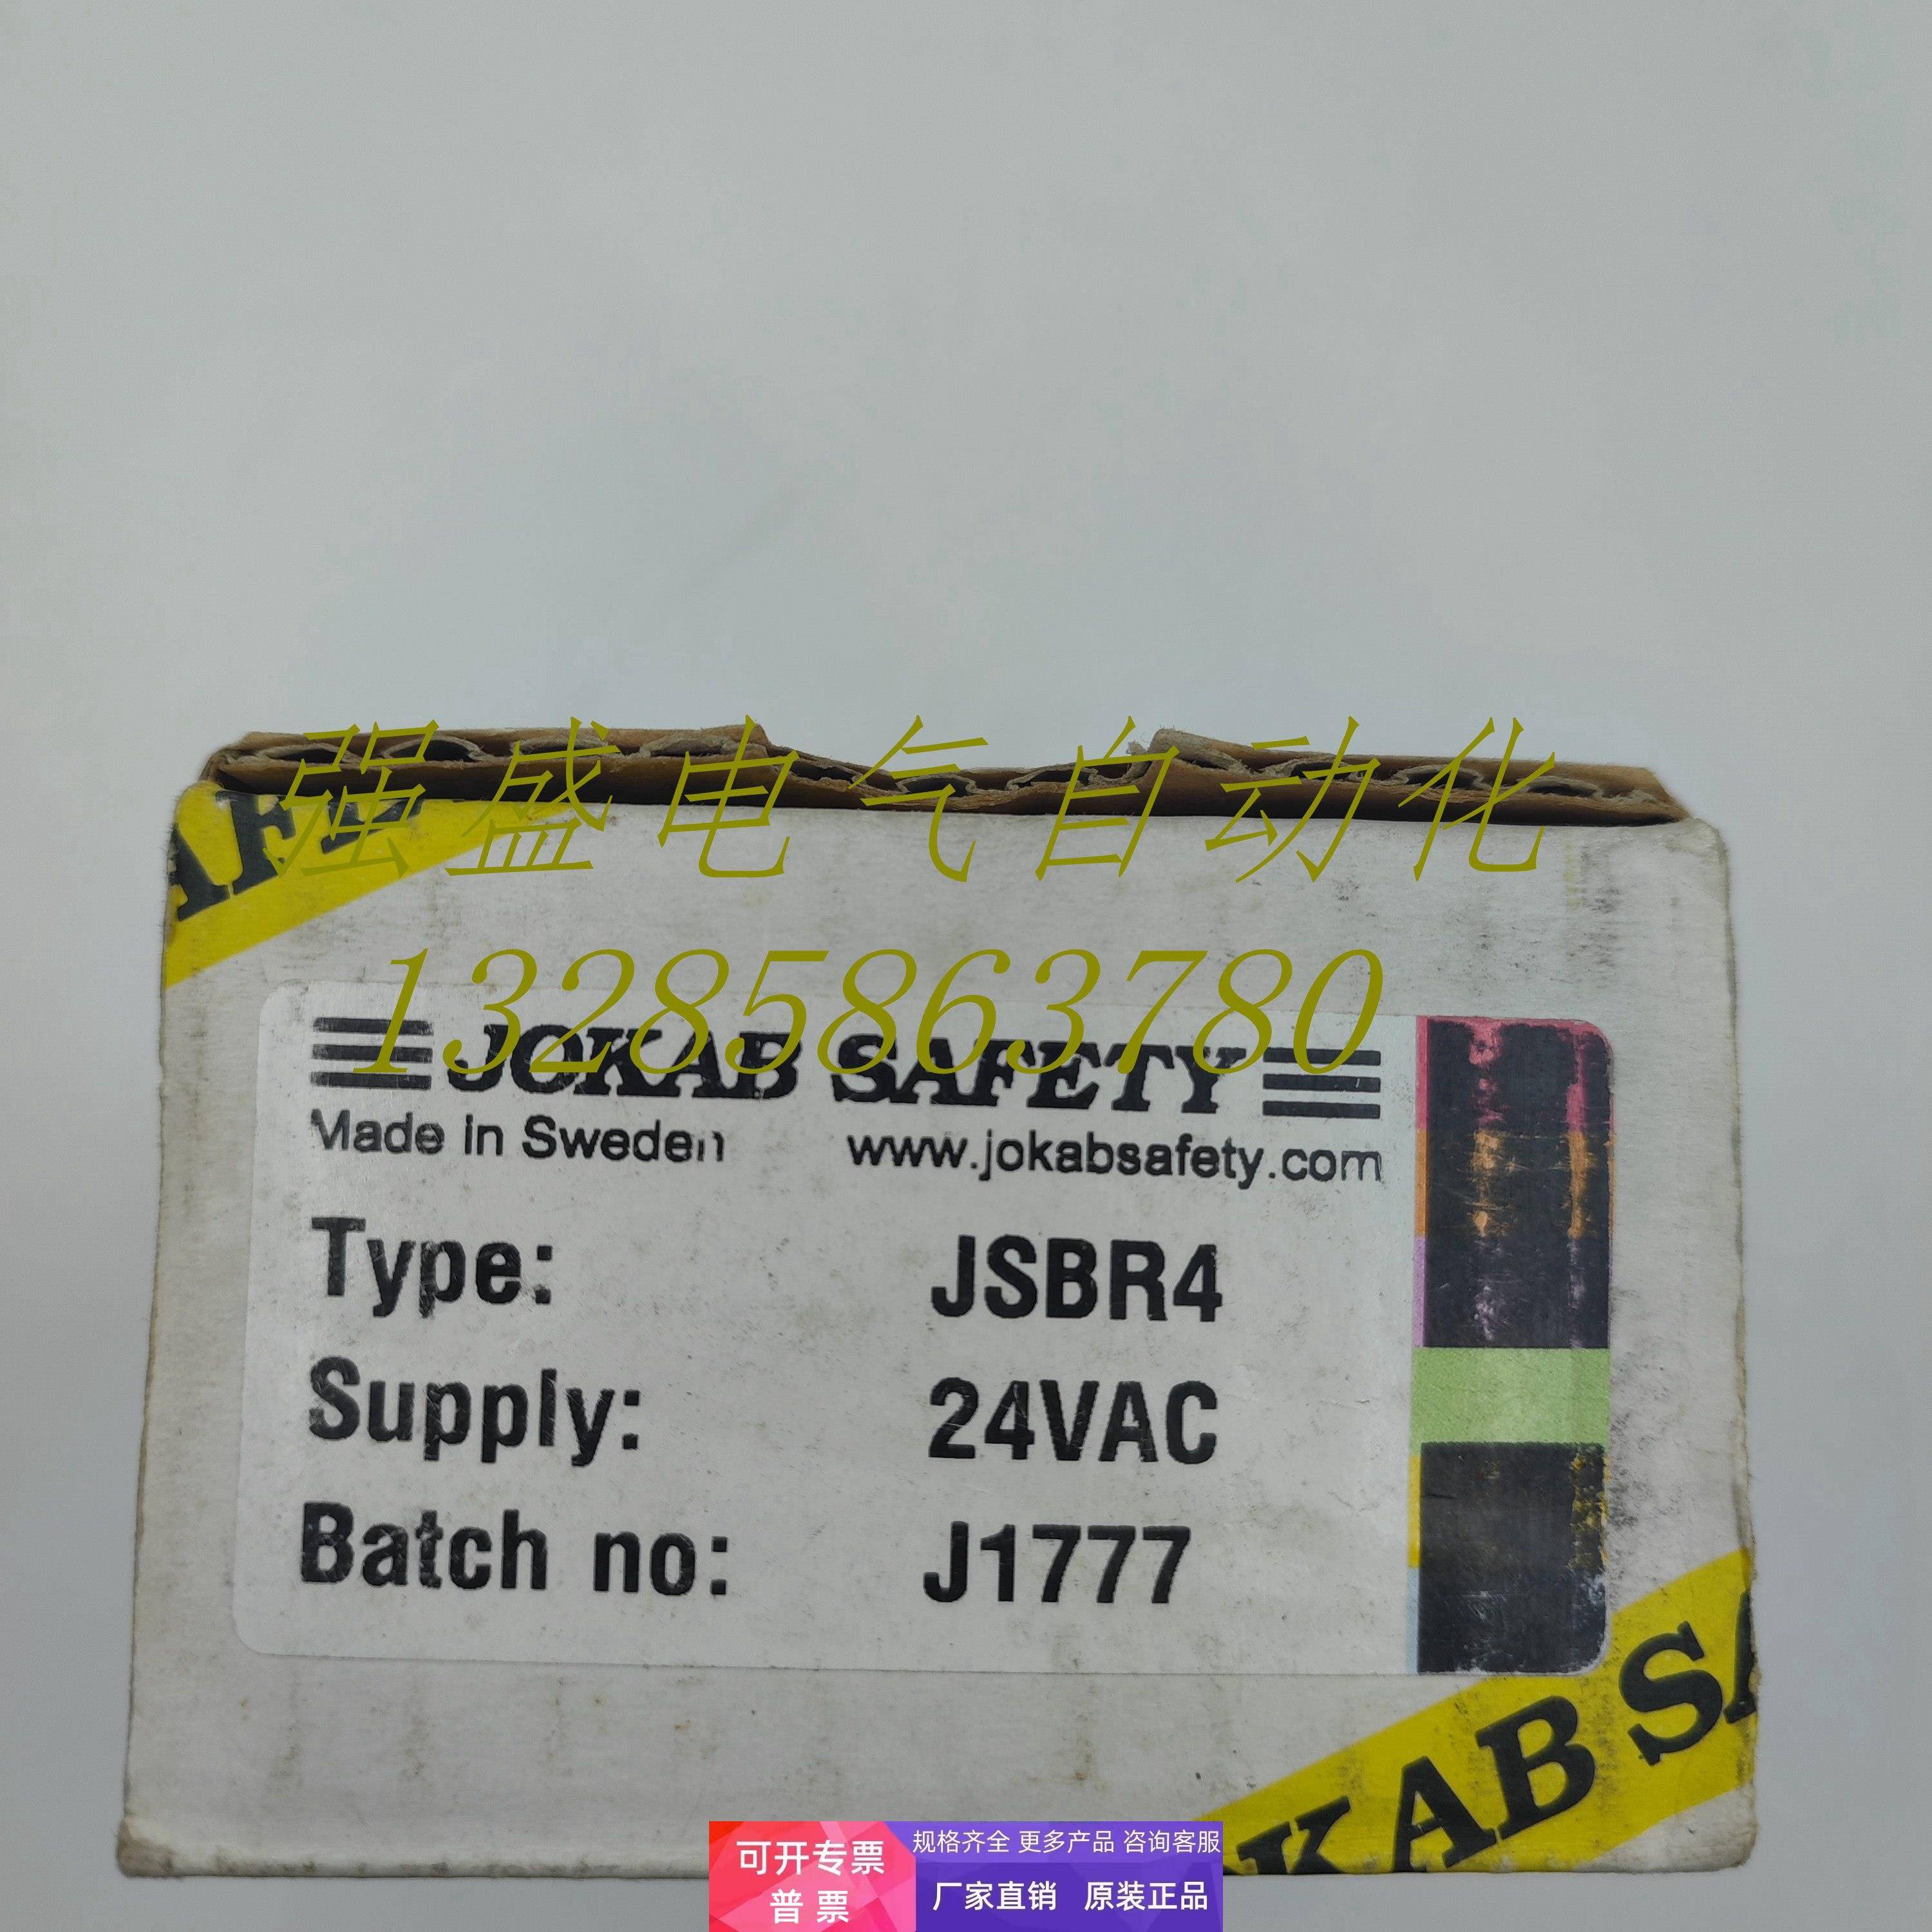 AFE
强盛电气自动化
13285863780
JOKAB SAFETY
Made in Sweden www.jokabsafety.com
Type: JSBR4
Supply: 24VAC
Batch no: J1777
KAB SA
可开专票
普票
规格齐全 更多产品 咨询客服
厂家直销 原装正品